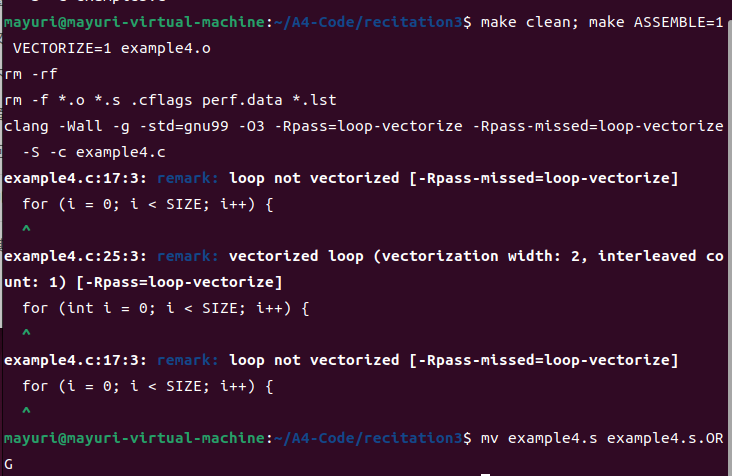 mayuri@mayuri-virtual-machine:~/A4-Code/recitation3$ make clean; make ASSEMBLE=1
 VECTORIZE=1 example4.o
rm -rf
rm -f *.o *.s .cflags perf.data *.lst
clang -Wall -g -std=gnu99 -O3 -Rpass=loop-vectorize -Rpass-missed=loop-vectorize
  -S -c example4.c
example4.c:17:3: remark: loop not vectorized [-Rpass-missed=loop-vectorize]
  for (i = 0; i < SIZE; i++) {
  ^
example4.c:25:3: remark: vectorized loop (vectorization width: 2, interleaved co
unt: 1) [-Rpass=loop-vectorize]
  for (int i = 0; i < SIZE; i++) {
  ^
example4.c:17:3: remark: loop not vectorized [-Rpass-missed=loop-vectorize]
  for (i = 0; i < SIZE; i++) {
  ^
mayuri@mayuri-virtual-machine:~/A4-Code/recitation3$ mv example4.s example4.s.OR
G